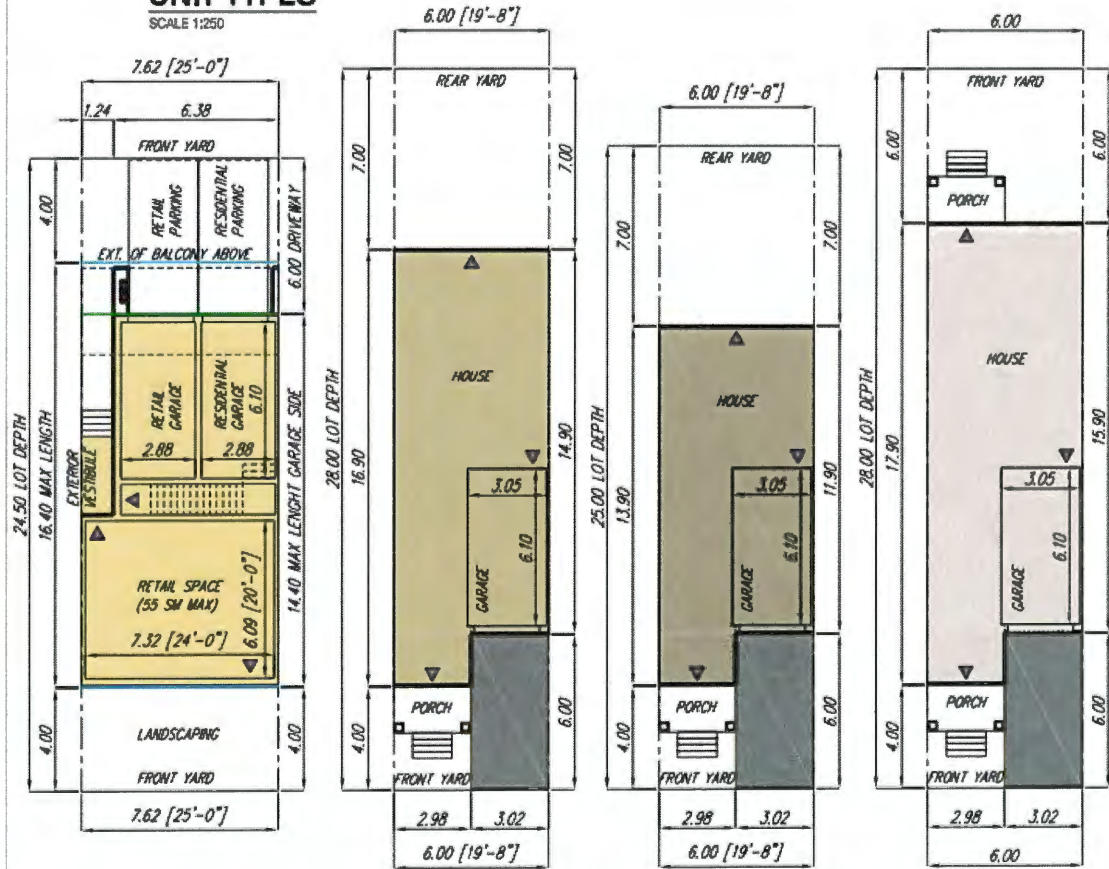 UNIT TYPES
SCALE 1:250
7.62 [25'-0"]
1.24
6.38
FRONT YARD
4.00
RETAIL
PARKING
RESIDENTIAL
PARKING
6.00 DRIVEWAY
EXT. OF BALCONY ABOVE
24.50 LOT DEPTH
16.40 MAX LENGTH
EXTERIOR
VESTIBULE
RETAIL
GARAGE
RESIDENTIAL
GARAGE
6.10
2.88
2.88
14.40 MAX LENGHT GARAGE SIDE
RETAIL SPACE
(55 SM MAX)
7.32 [24'-0"]
6.09 [20'-0"]
4.00
LANDSCAPING
4.00
FRONT YARD
7.62 [25'-0"]
6.00 [19'-8"]
REAR YARD
7.00
7.00
28.00 LOT DEPTH
16.90
HOUSE
14.90
3.05
6.10
GARAGE
PORCH
4.00
6.00
FRONT YARD
2.98
3.02
6.00 [19'-8"]
6.00 [19'-8"]
REAR YARD
7.00
7.00
25.00 LOT DEPTH
13.90
HOUSE
11.90
3.05
6.10
GARAGE
PORCH
4.00
6.00
FRONT YARD
2.98
3.02
6.00 [19'-8"]
6.00
FRONT YARD
6.00
6.00
PORCH
28.00 LOT DEPTH
17.90
HOUSE
15.90
3.05
6.10
GARAGE
PORCH
4.00
6.00
FRONT YARD
2.98
3.02
6.00